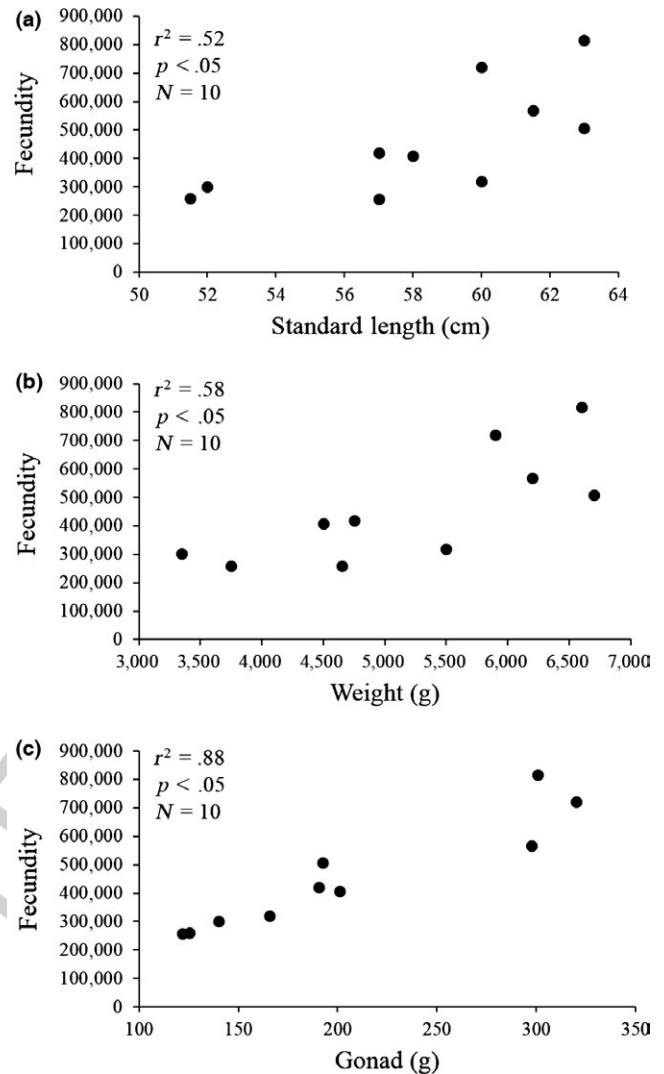 (a)
900,000
800,000
700,000
600,000
500,000
400,000
300,000
200,000
100,000
0
Fecundity
r² = .52
p < .05
N = 10
50 52 54 56 58 60 62 64
Standard length (cm)
(b)
900,000
800,000
700,000
600,000
500,000
400,000
300,000
200,000
100,000
0
Fecundity
r² = .58
p < .05
N = 10
3,000 3,500 4,000 4,500 5,000 5,500 6,000 6,500 7,000
Weight (g)
(c)
900,000
800,000
700,000
600,000
500,000
400,000
300,000
200,000
100,000
0
Fecundity
r² = .88
p < .05
N = 10
100 150 200 250 300 350
Gonad (g)